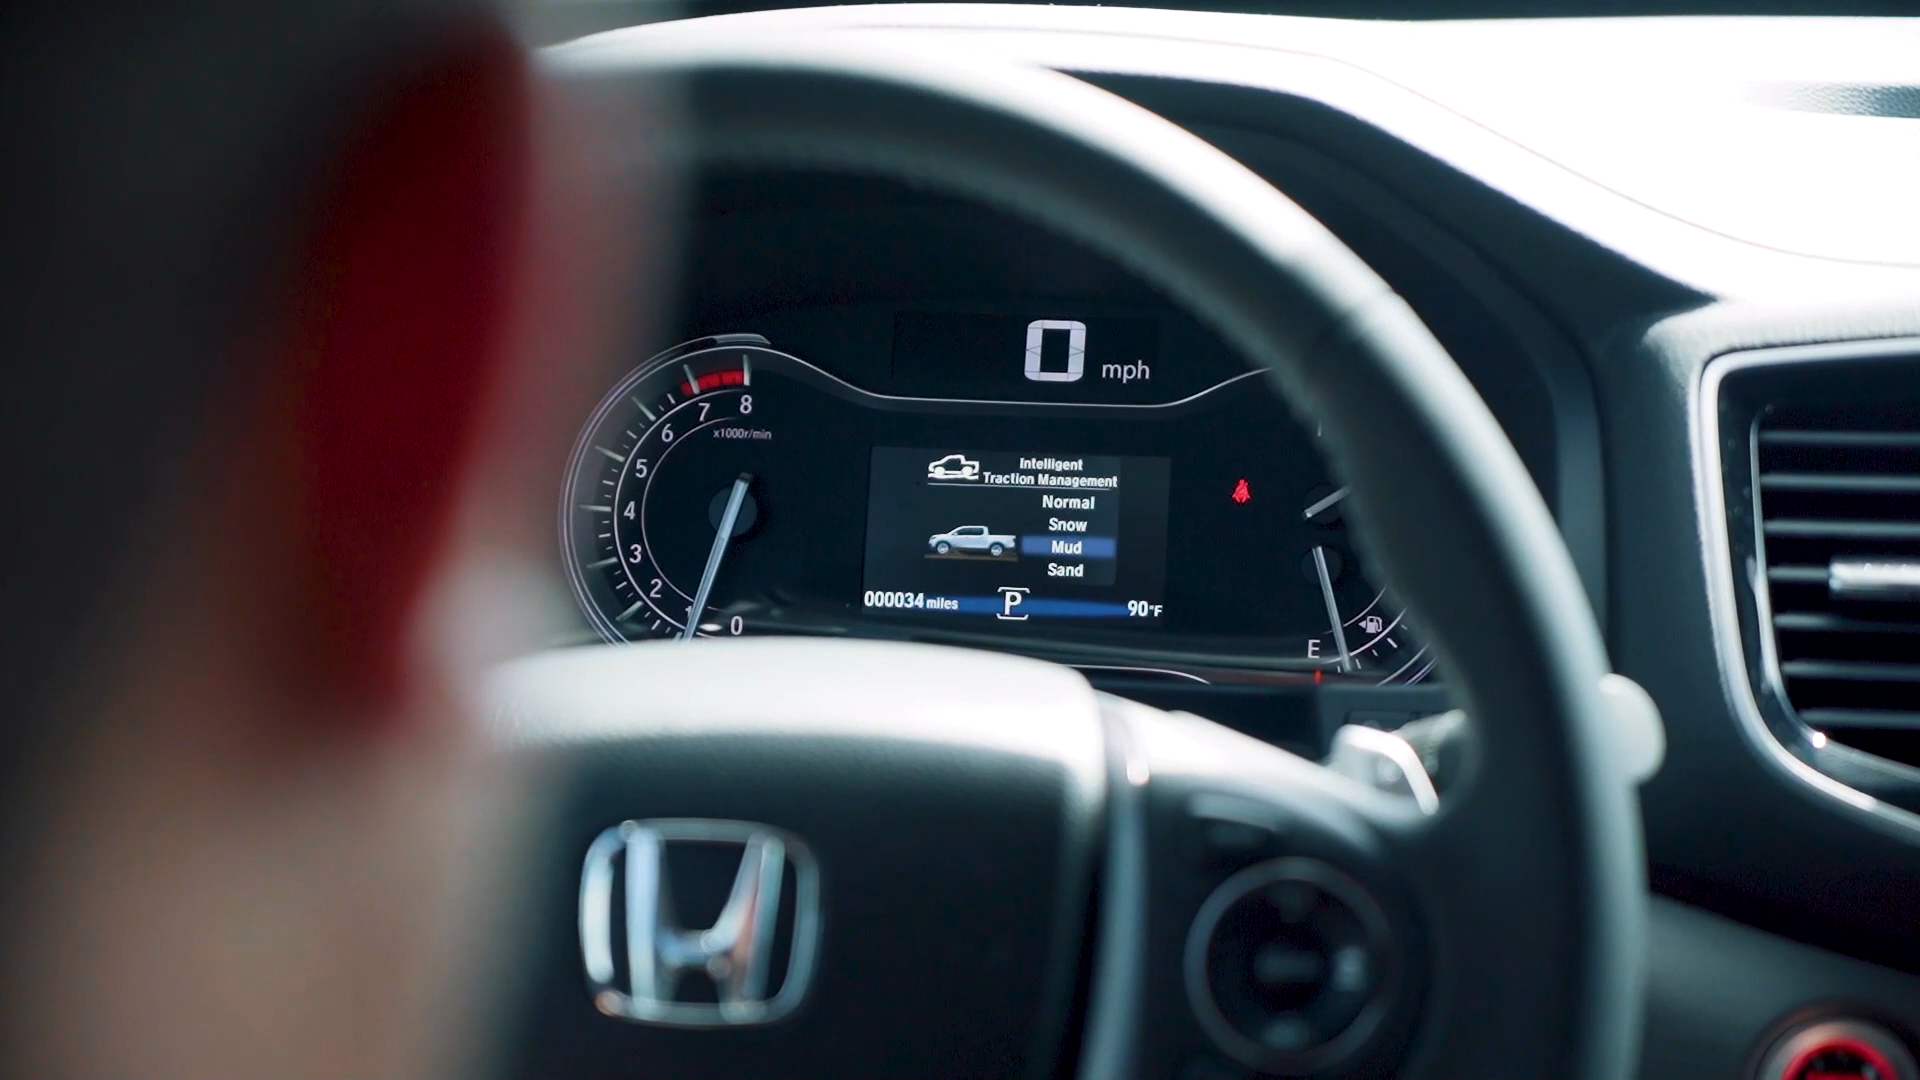 0 mph
8
7
6
x1000r/min
5
4
3
2
1
0
Intelligent
Traction Management
Normal
Snow
Mud
Sand
000034 miles
P
90°F
E